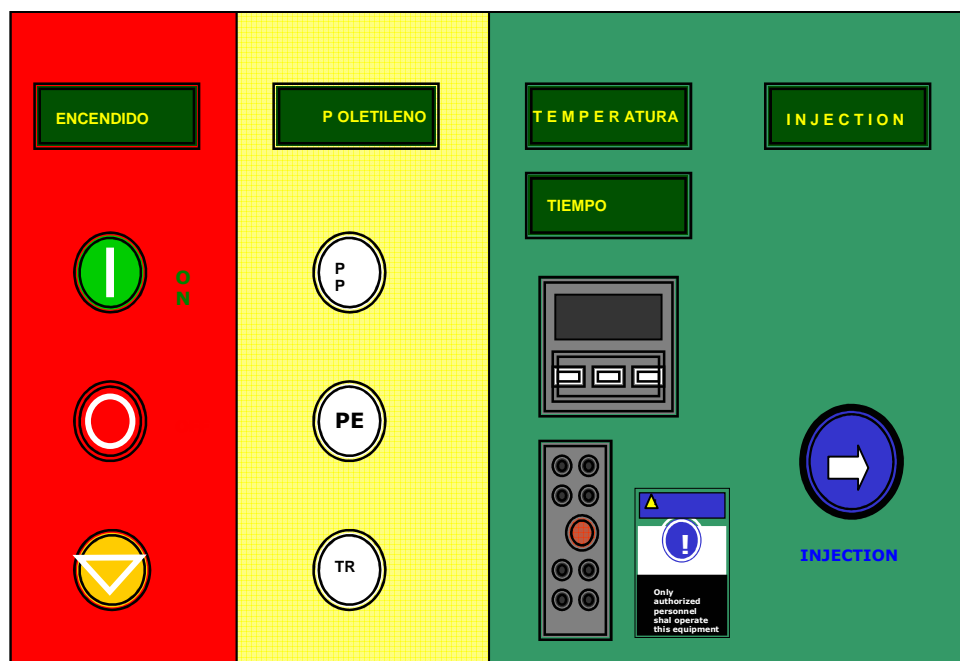 ENCENDIDO
P OLETILENO
T E M P E R ATURA
I N J E C T I O N
TIEMPO
O
N
P
P
PE
TR
!
INJECTION
Only
authorized
personnel
shal operate
this equipment